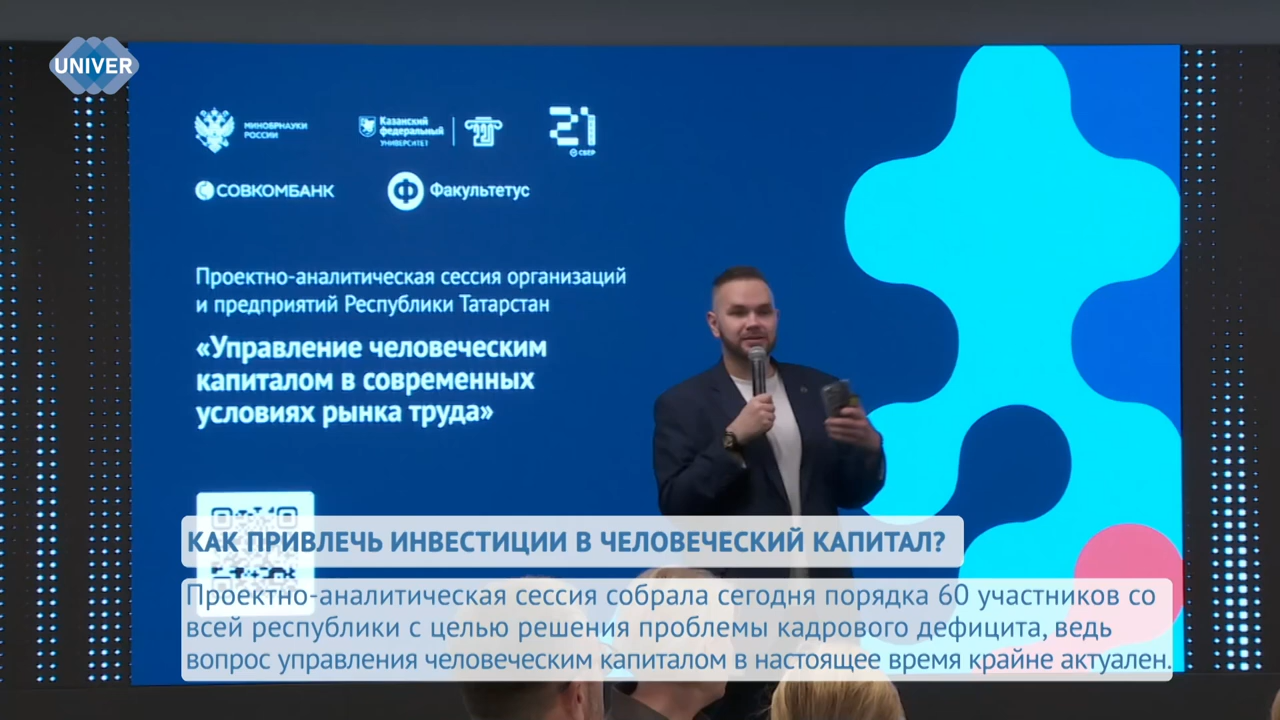 UNIVER
МИНОБРНАУКИ
РОССИИ
Казанский
федеральный
УНИВЕРСИТЕТ
21
СБЕР
СОВКОМБАНК
Ф Факультетус
Проектно-аналитическая сессия организаций
и предприятий Республики Татарстан
«Управление человеческим
капиталом в современных
условиях рынка труда»
КАК ПРИВЛЕЧЬ ИНВЕСТИЦИИ В ЧЕЛОВЕЧЕСКИЙ КАПИТАЛ?
Проектно-аналитическая сессия собрала сегодня порядка 60 участников со
всей республики с целью решения проблемы кадрового дефицита, ведь
вопрос управления человеческим капиталом в настоящее время крайне актуален.